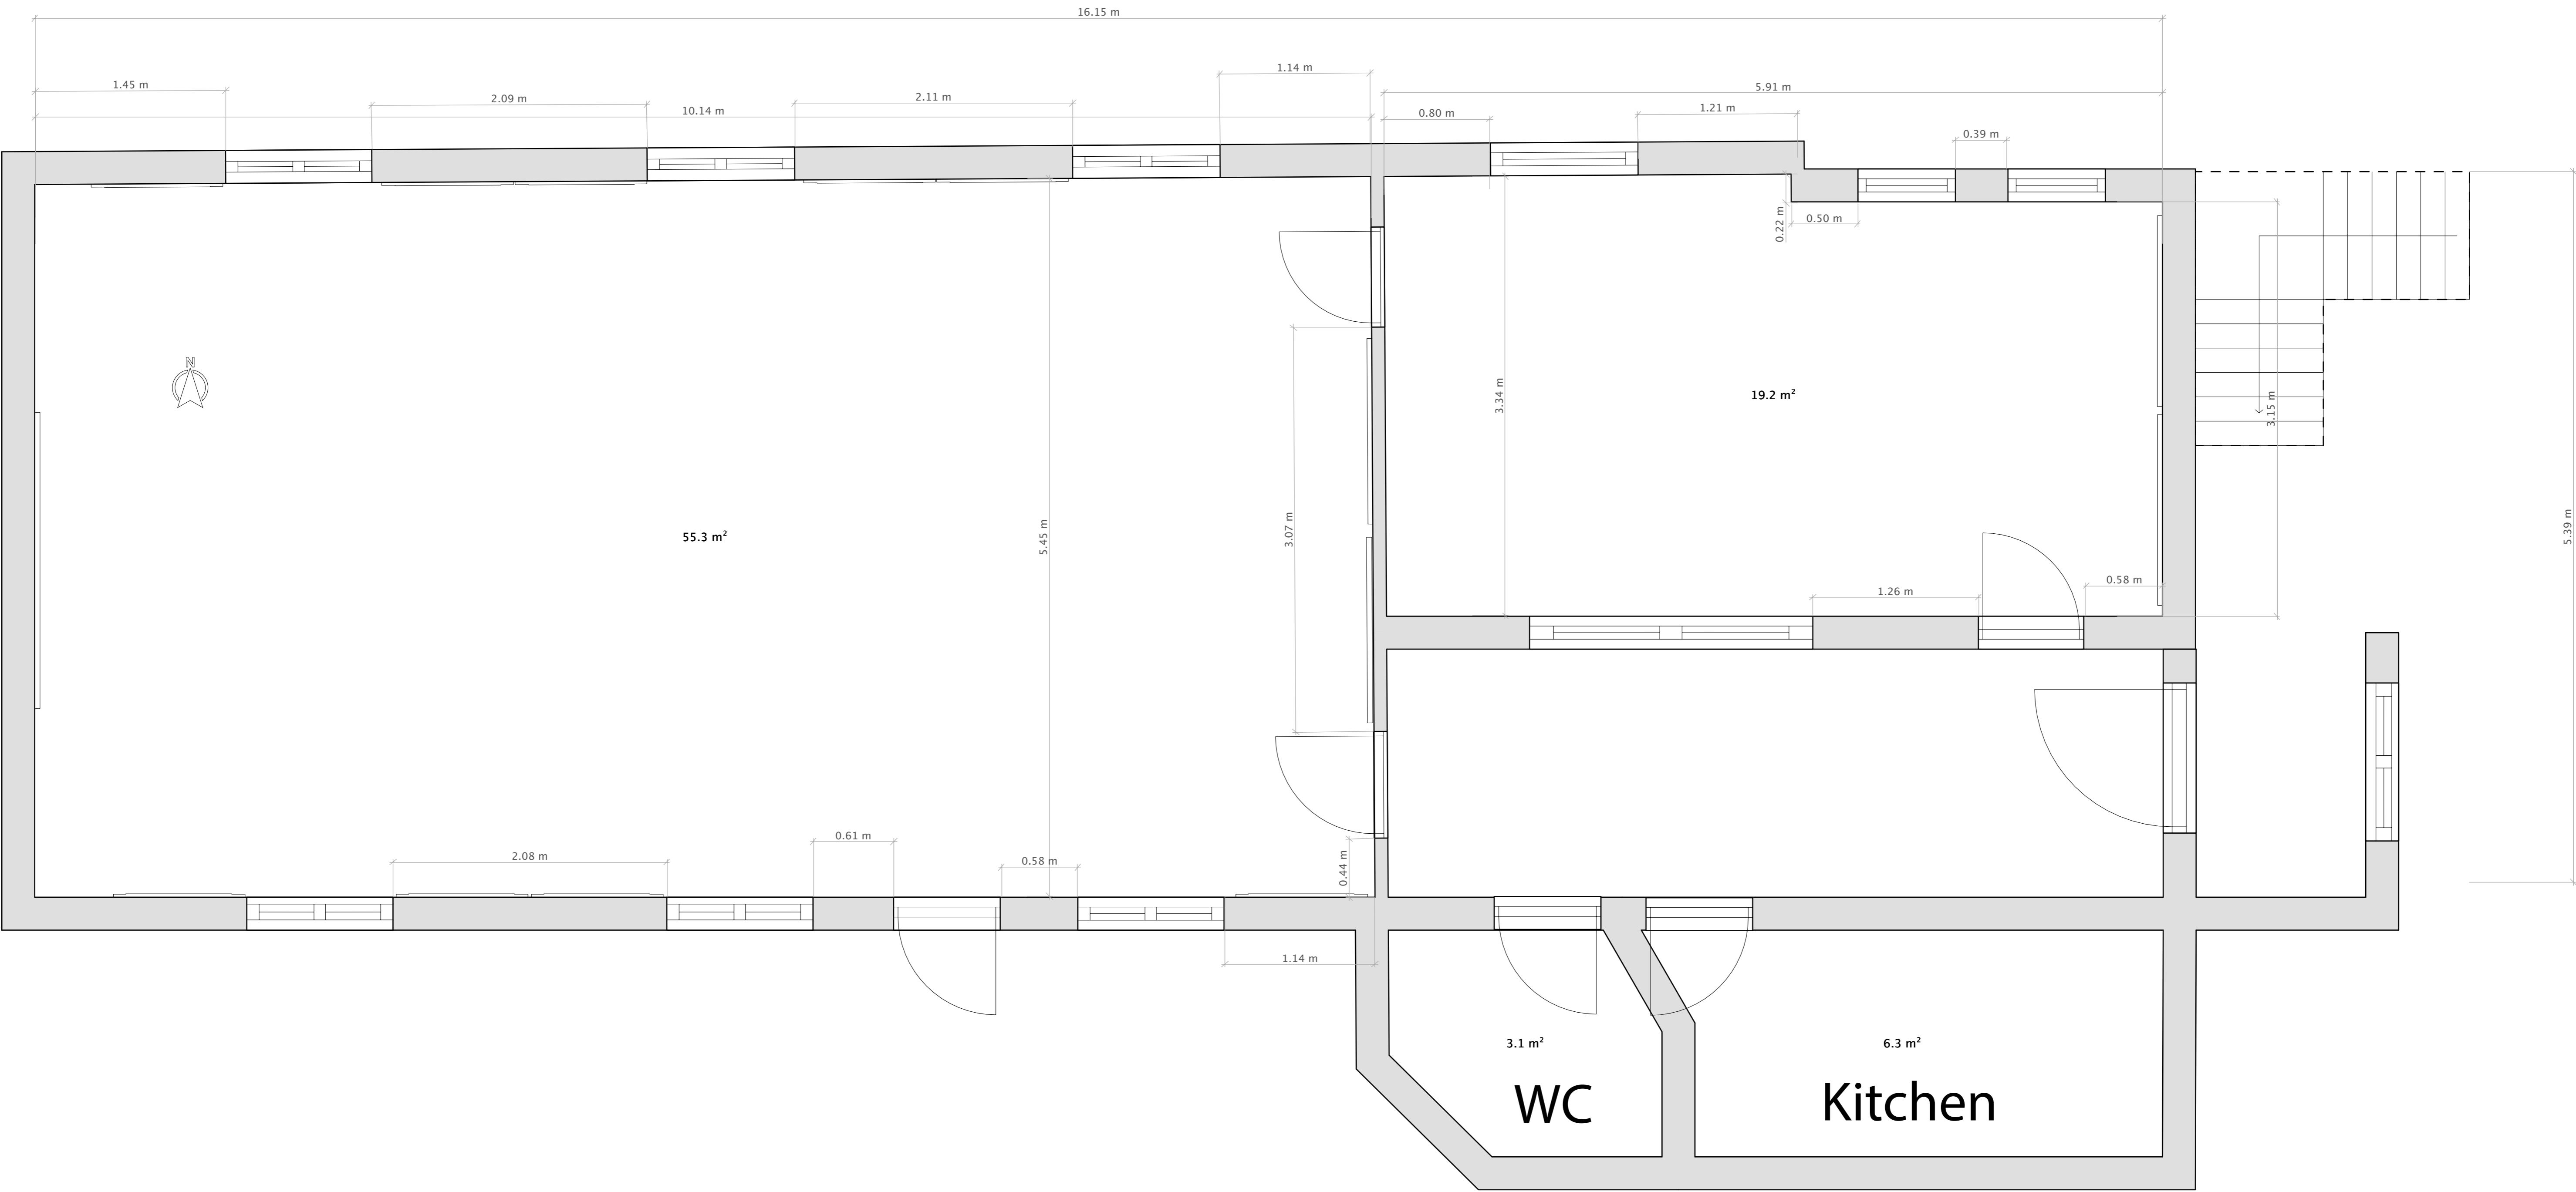 16.15 m
1.14 m
1.45 m
5.91 m
2.09 m
2.11 m
10.14 m
1.21 m
0.80 m
0.39 m
0.50 m
0.22 m
N
19.2 m²
3.34 m
3.15 m
55.3 m²
5.45 m
3.07 m
5.39 m
0.58 m
1.26 m
0.61 m
2.08 m
0.58 m
0.44 m
1.14 m
3.1 m²
6.3 m²
WC
Kitchen